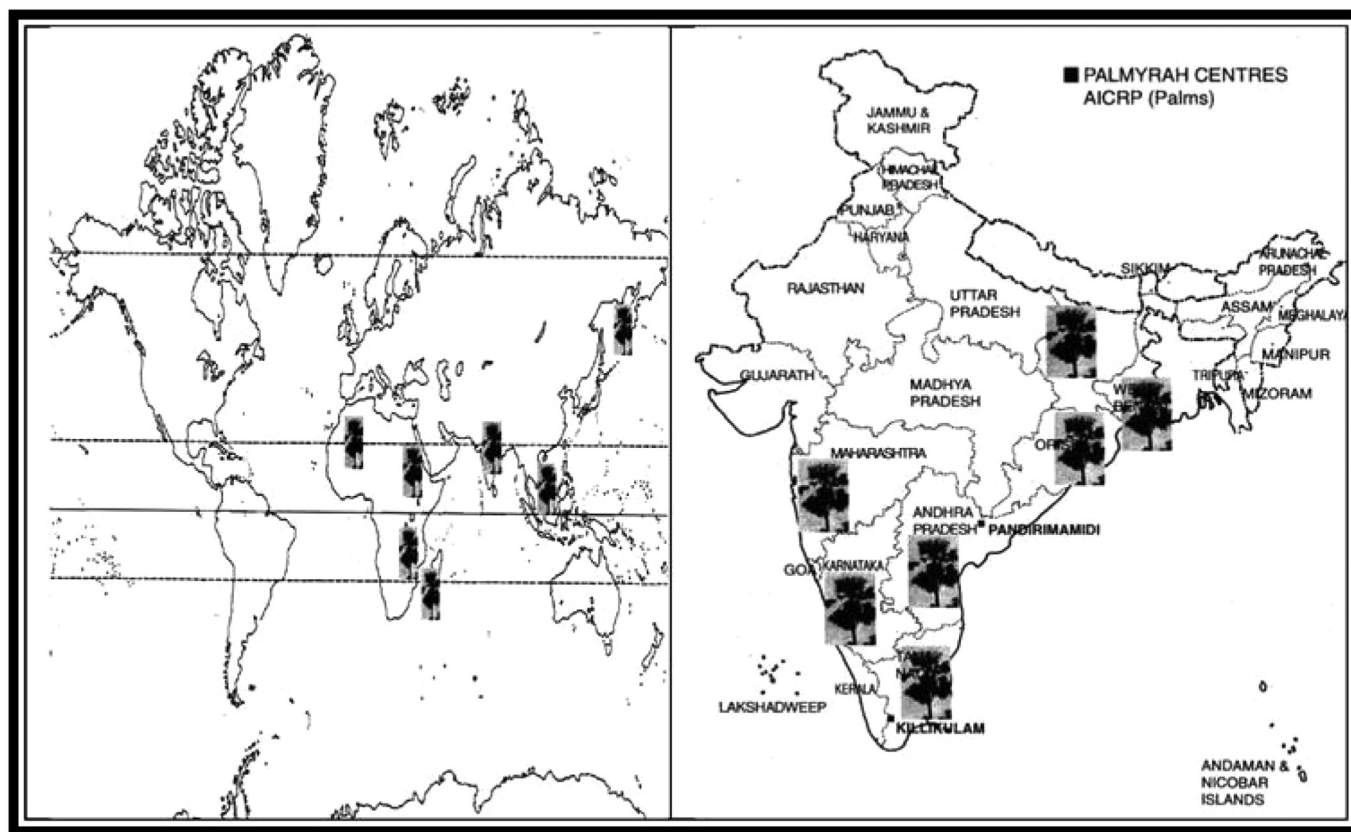 PALMYRAH CENTRES
AICRP (Palms)
JAMMU &
KASHMIR
HIMACHAL
PRADESH
PUNJAB
HARYANA
RAJASTHAN
UTTAR
PRADESH
SIKKIM
ARUNACHAL
PRADESH
ASSAM
MEGHALAYA
MANIPUR
TRIPURA
MIZORAM
GUJARATH
MADHYA
PRADESH
MAHARASHTRA
ANDHRA
PRADESH
PANDIRIMAMIDI
GOA
KARNATAKA
KERALA
LAKSHADWEEP
KILLIKULAM
ANDAMAN &
NICOBAR
ISLANDS